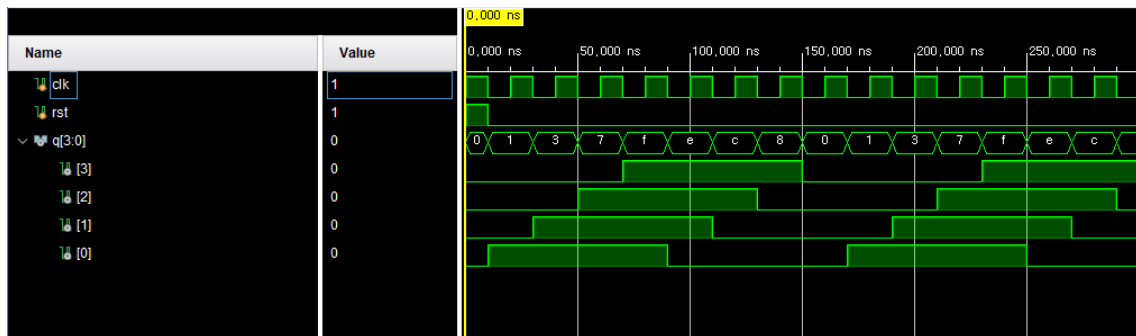 0,000 ns
Name Value
0,000 ns 50,000 ns 100,000 ns 150,000 ns 200,000 ns 250,000 ns
clk 1
rst 1
q[3:0] 0 0 1 3 7 f e c 8 0 1 3 7 f e c
[3] 0
[2] 0
[1] 0
[0] 0